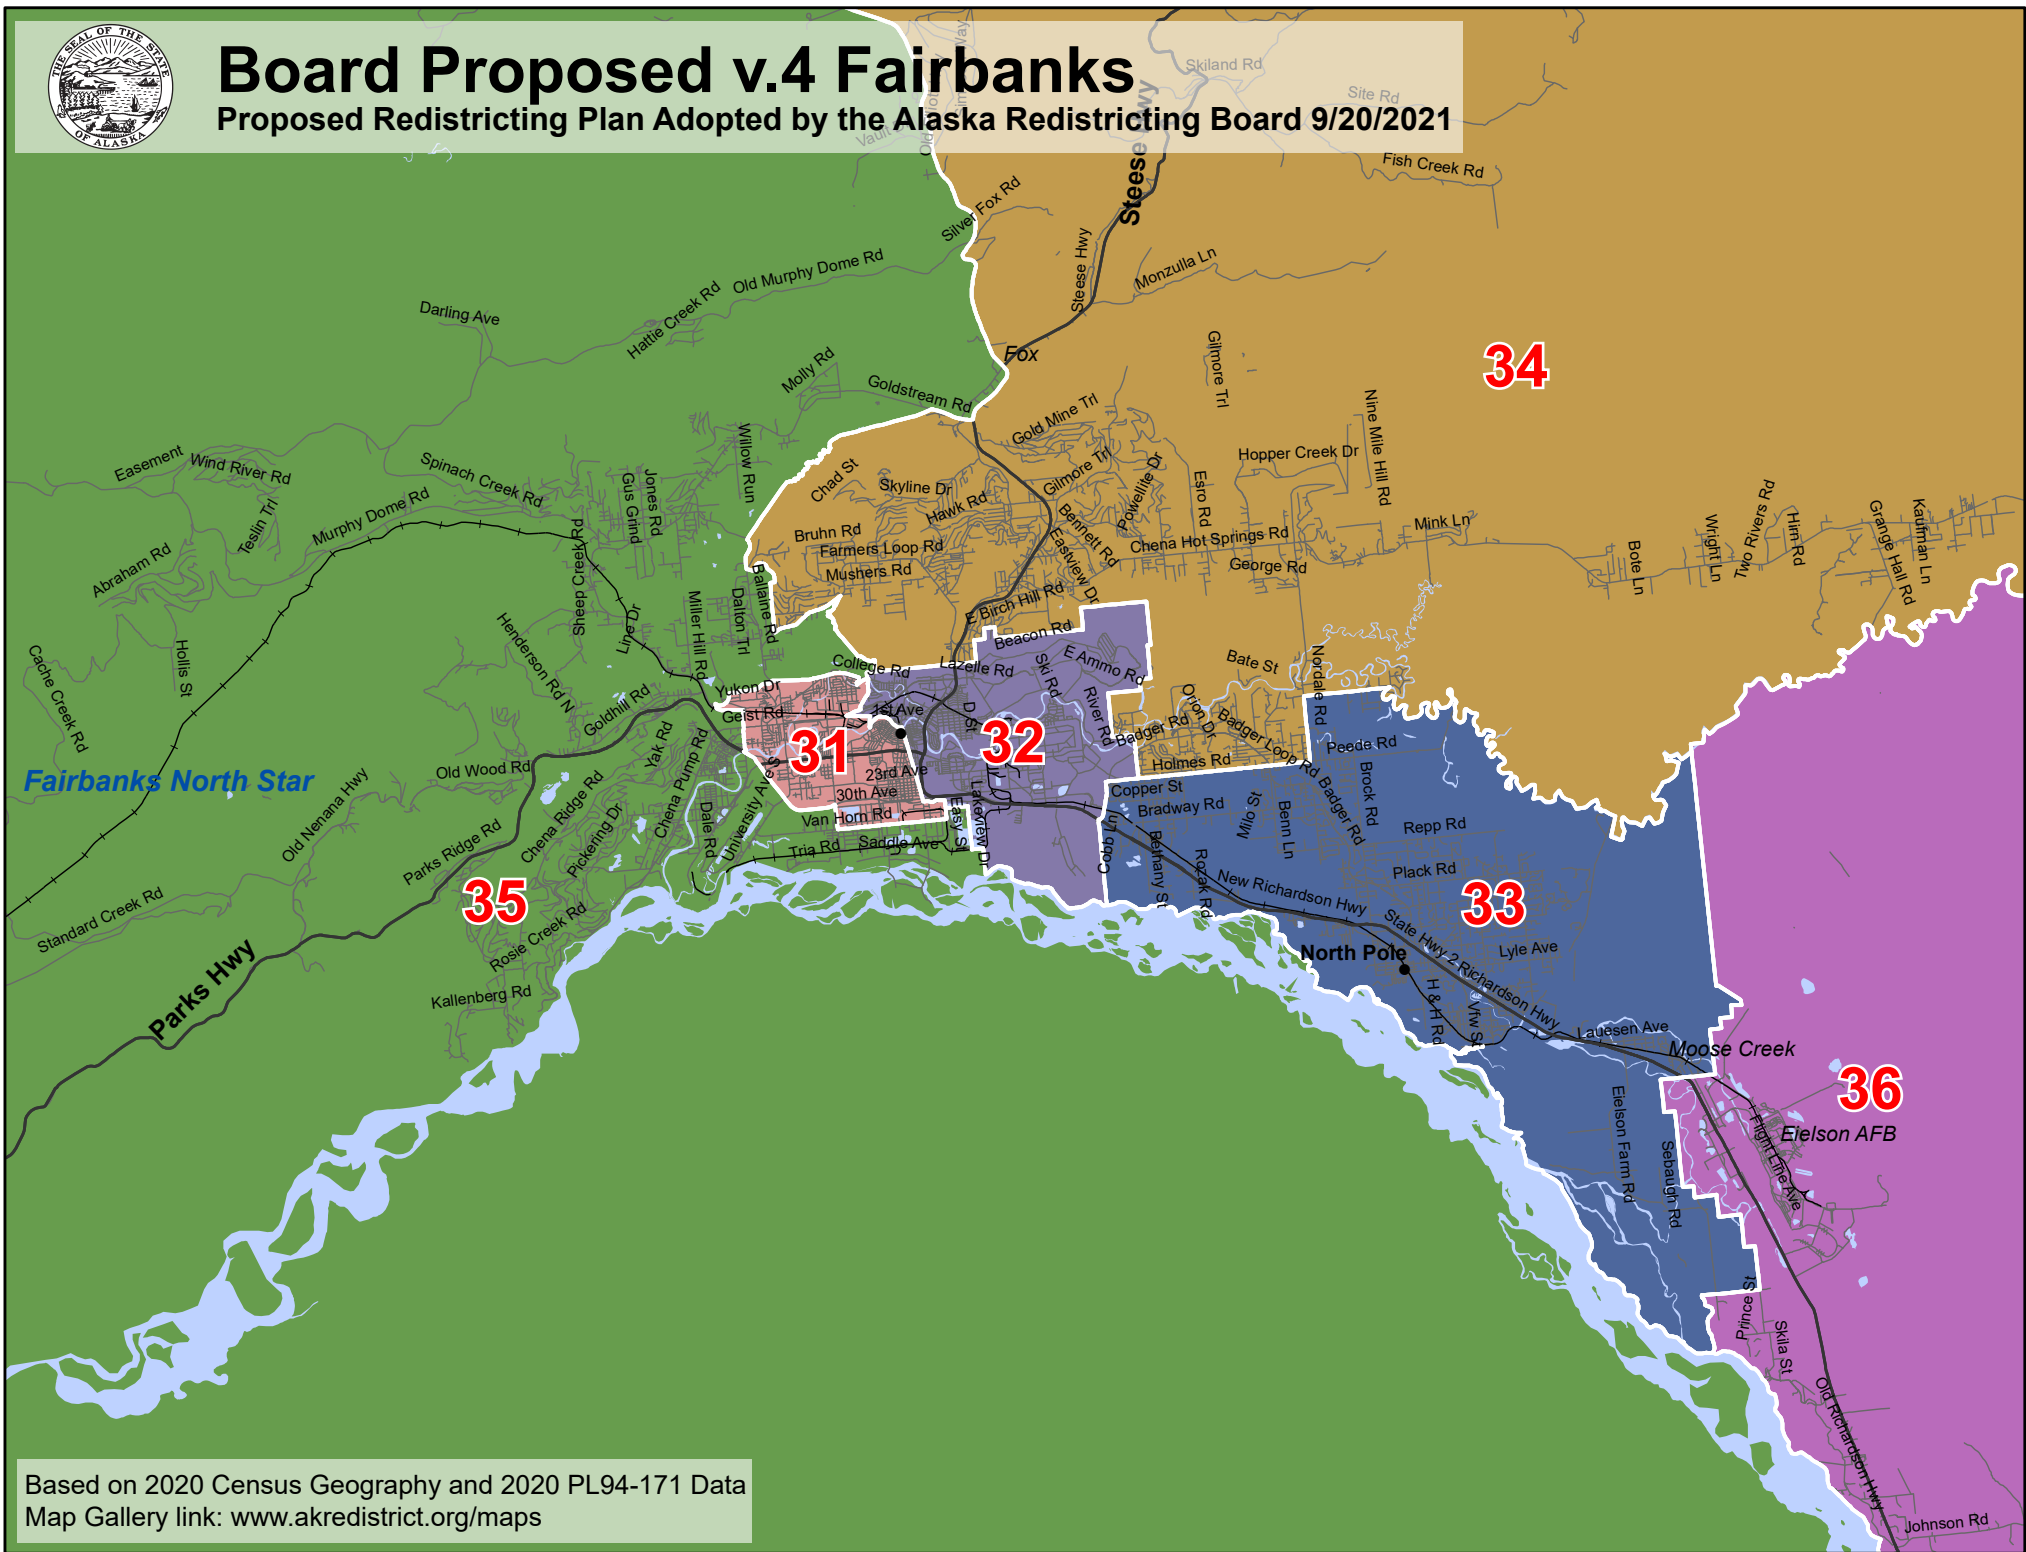 THE SEAL OF THE STATE
OF ALASKA
Board Proposed v.4 Fairbanks
Proposed Redistricting Plan Adopted by the Alaska Redistricting Board 9/20/2021
Skiland Rd
Site Rd
Steese Hwy
Fish Creek Rd
Silver Fox Rd
Steese Hwy
Monzulla Ln
Old Murphy Dome Rd
Hattie Creek Rd
Darling Ave
Fox
Gilmore Trl
34
Molly Rd
Goldstream Rd
Gold Mine Trl
Nine Mile Hill Rd
Easement
Wind River Rd
Spinach Creek Rd
Willow Run
Chad St
Skyline Dr
Hawk Rd
Gilmore Trl
Powellite Dr
Hopper Creek Dr
Esro Rd
Teslin Trl
Murphy Dome Rd
Gus Grind
Jones Rd
Bruhn Rd
Farmers Loop Rd
Mushers Rd
Bennett Rd
Eastview Dr
Chena Hot Springs Rd
George Rd
Mink Ln
Bote Ln
Wright Ln
Two Rivers Rd
Him Rd
Grange Hall Rd
Kaufman Ln
Abraham Rd
Sheep Creek Rd
Ballaine Rd
Dalton Trl
Miller Hill Rd
Line Dr
Henderson Rd N
E Birch Hill Rd
Beacon Rd
E Ammo Rd
Ski Rd
River Rd
Hollis St
Cache Creek Rd
College Rd
Lazelle Rd
Bate St
Nordale Rd
Yukon Dr
Geist Rd
1st Ave
D St
Goldhill Rd
Orion Dr
Badger Rd
Badger Loop Rd
31
32
Peede Rd
Holmes Rd
23rd Ave
30th Ave
Yak Rd
Chena Pump Rd
University Ave S
Old Wood Rd
Fairbanks North Star
Old Nenana Hwy
Chena Ridge Rd
Pickering Dr
Dale Rd
Van Horn Rd
Tria Rd
Saddle Ave
Easy St
Lakeview Dr
Copper St
Bradway Rd
Milo St
Benn Ln
Badger Rd
Brock Rd
Repp Rd
Cobb Ln
Bethany St
Rozak Rd
Plack Rd
Parks Ridge Rd
35
New Richardson Hwy
33
Standard Creek Rd
Rosie Creek Rd
State Hwy 2 Richardson Hwy
Lyle Ave
North Pole
Parks Hwy
Kallenberg Rd
H & H Rd
Vfw St
Lauesen Ave
Moose Creek
36
Eielson AFB
Eielson Farm Rd
Sebaugh Rd
Flight Line Ave
Prince St
Skila St
Old Richardson Hwy
Johnson Rd
Based on 2020 Census Geography and 2020 PL94-171 Data
Map Gallery link: www.akredistrict.org/maps